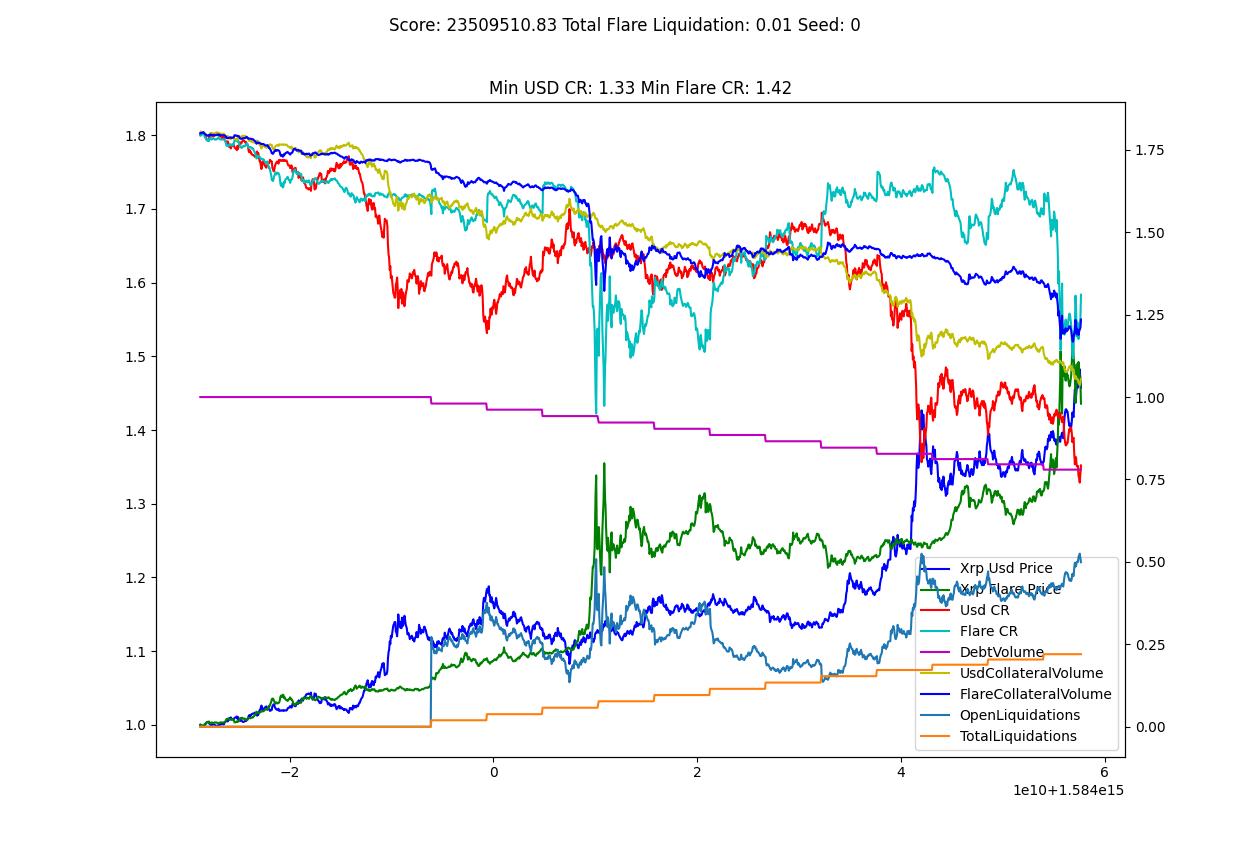 Score: 23509510.83 Total Flare Liquidation: 0.01 Seed: 0
Min USD CR: 1.33 Min Flare CR: 1.42
1.8
1.7
1.6
1.5
1.4
1.3
1.2
1.1
1.0
1.75
1.50
1.25
1.00
0.75
0.50
0.25
0.00
Xrp Usd Price
Xrp Flare Price
Usd CR
Flare CR
DebtVolume
UsdCollateralVolume
FlareCollateralVolume
OpenLiquidations
TotalLiquidations
−2 0 2 4 6
1e10+1.584e15